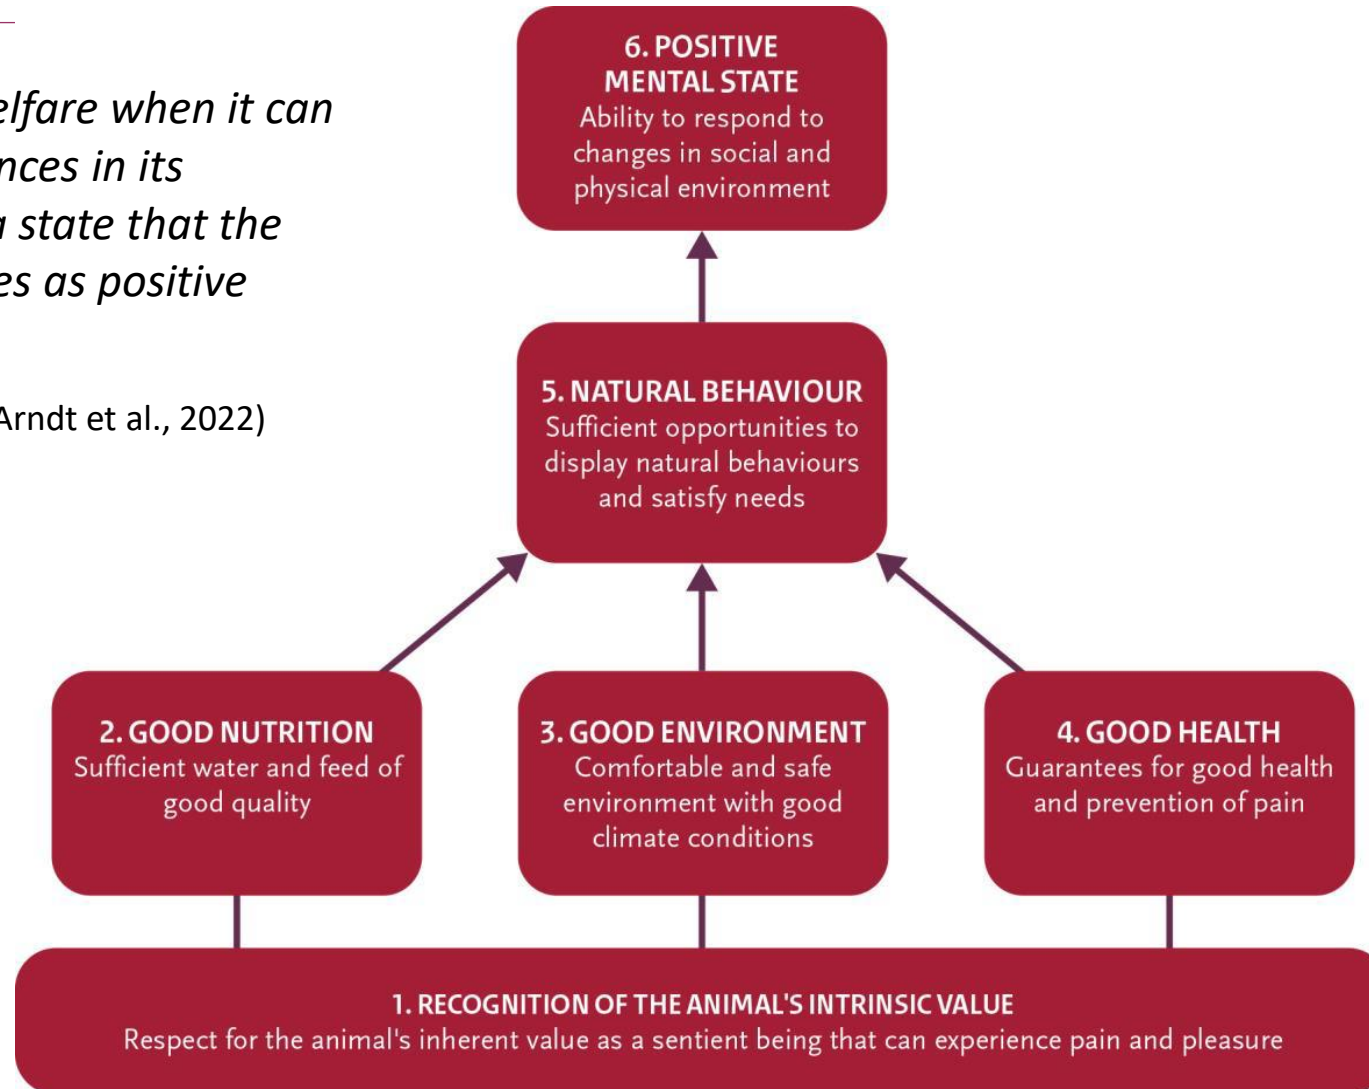 elfare when it can
nces in its
a state that the
es as positive
Arndt et al., 2022)
6. POSITIVE
MENTAL STATE
Ability to respond to
changes in social and
physical environment
5. NATURAL BEHAVIOUR
Sufficient opportunities to
display natural behaviours
and satisfy needs
2. GOOD NUTRITION
Sufficient water and feed of
good quality
3. GOOD ENVIRONMENT
Comfortable and safe
environment with good
climate conditions
4. GOOD HEALTH
Guarantees for good health
and prevention of pain
1. RECOGNITION OF THE ANIMAL'S INTRINSIC VALUE
Respect for the animal's inherent value as a sentient being that can experience pain and pleasure